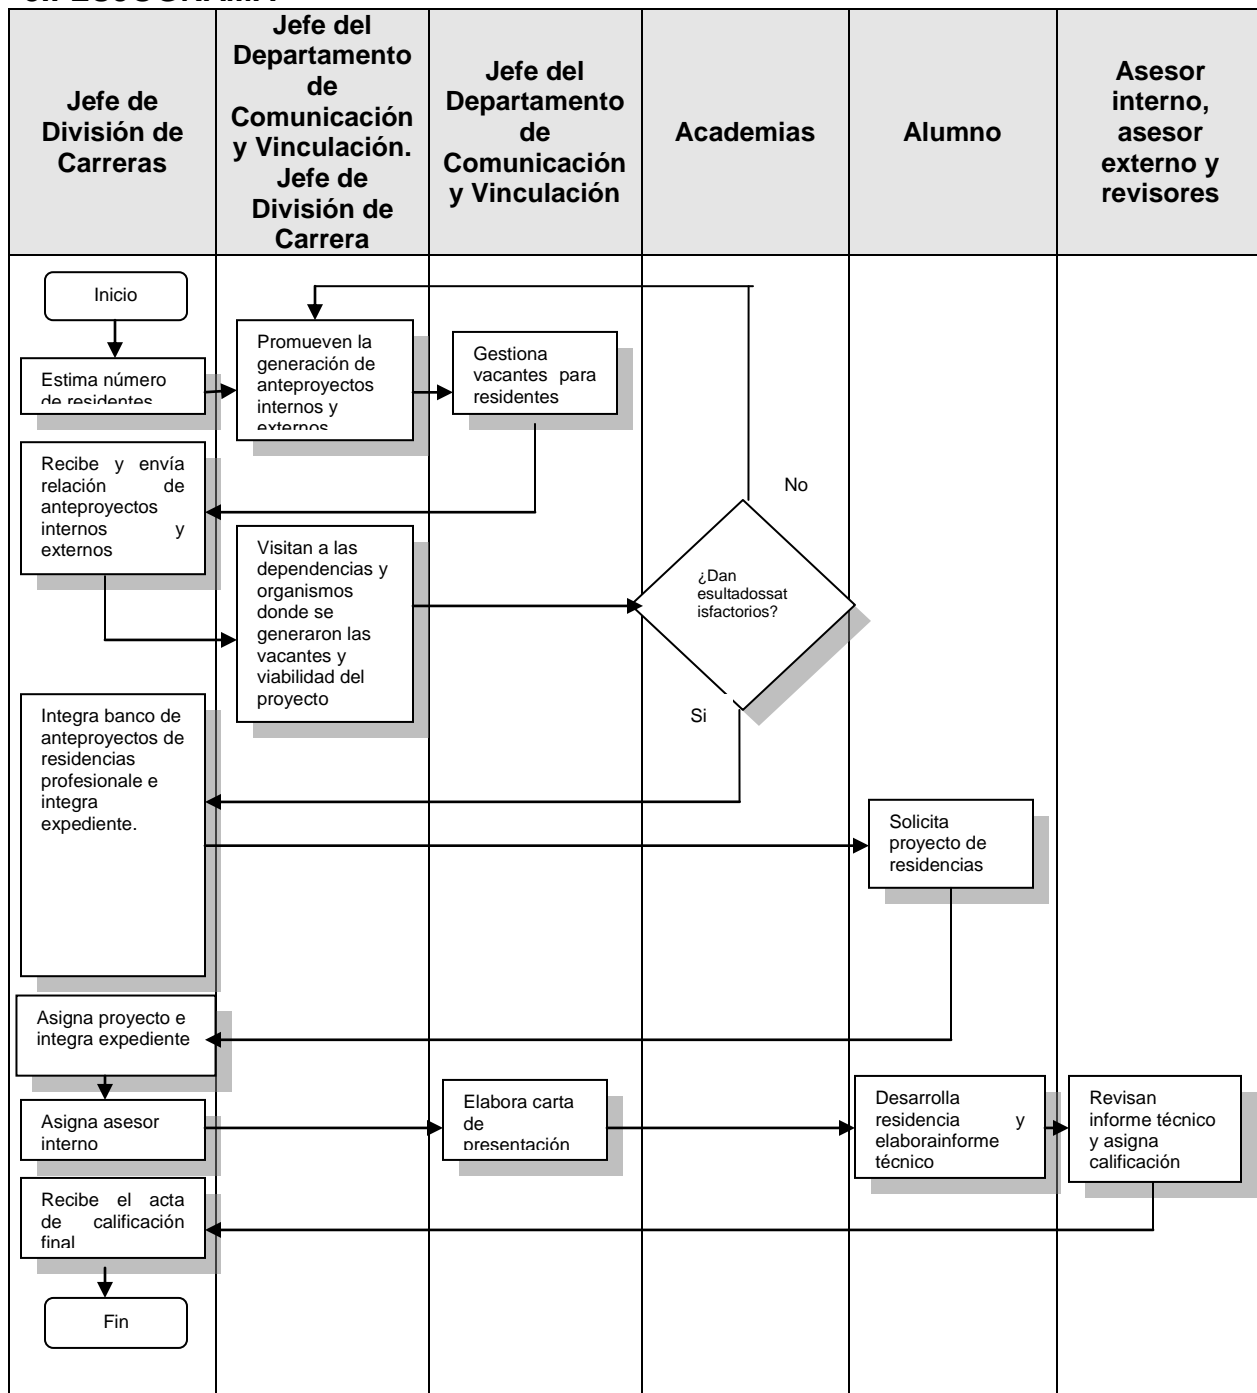 Jefe de
División de
Carreras
Jefe del
Departamento
de
Comunicación
y Vinculación.
Jefe de
División de
Carrera
Jefe del
Departamento
de
Comunicación
y Vinculación
Academias
Alumno
Asesor
interno,
asesor
externo y
revisores
Inicio
Estima número
de residentes
Promueven la
generación de
anteproyectos
internos y
externos
Gestiona
vacantes para
residentes
Recibe y envía
relación de
anteproyectos
internos y
externos
Visitan a las
dependencias y
organismos
donde se
generaron las
vacantes y
viabilidad del
proyecto
No
¿Dan
esultadossat
isfactorios?
Si
Integra banco de
anteproyectos de
residencias
profesionale e
integra
expediente.
Solicita
proyecto de
residencias
Asigna proyecto e
integra expediente
Asigna asesor
interno
Elabora carta
de
presentación
Desarrolla
residencia y
elaborainforme
técnico
Revisan
informe técnico
y asigna
calificación
Recibe el acta
de calificación
final
Fin